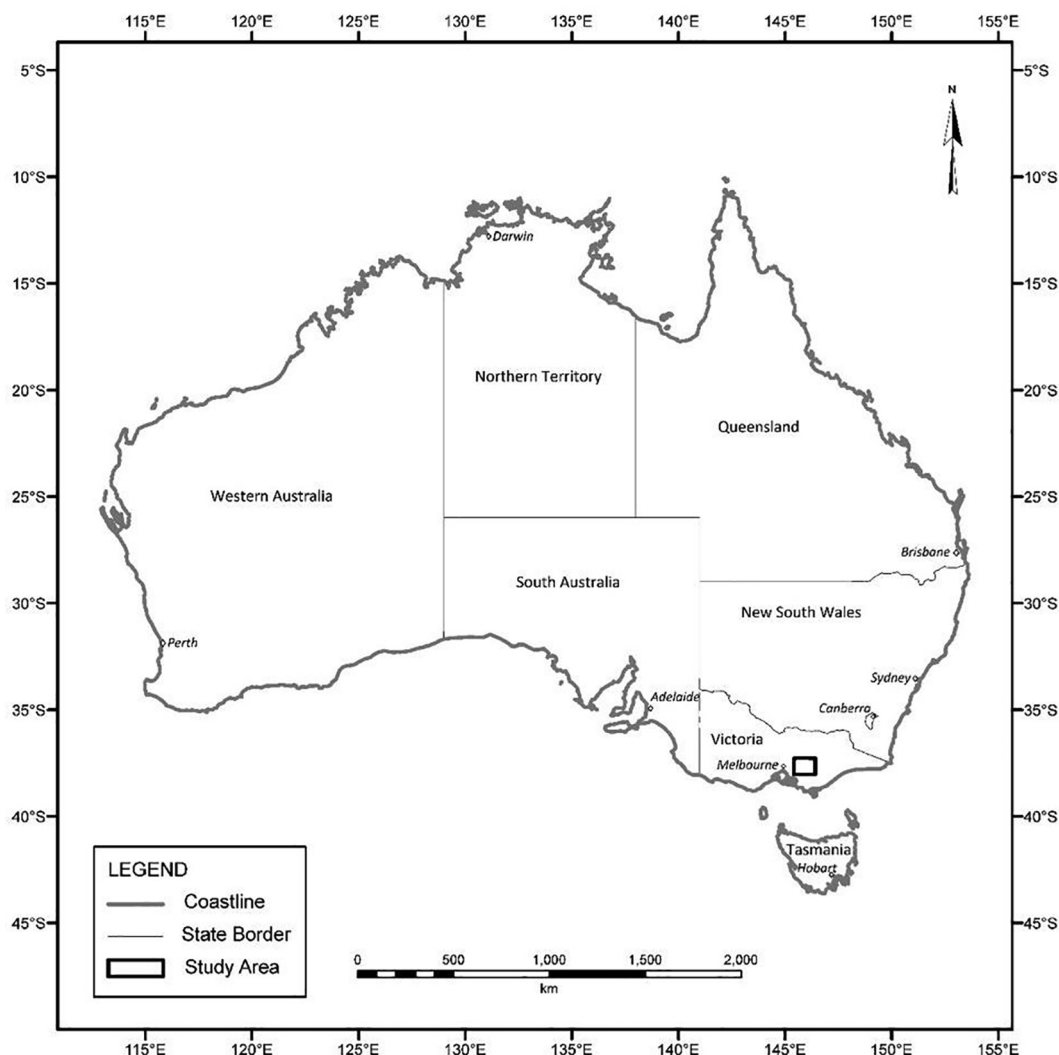 115°E 120°E 125°E 130°E 135°E 140°E 145°E 150°E 155°E
5°S 5°S
N
10°S 10°S
Darwin
15°S 15°S
Northern Territory
20°S 20°S
Queensland
Western Australia
25°S 25°S
Brisbane
South Australia
30°S 30°S
New South Wales
Perth
Sydney
Adelaide
35°S 35°S
Canberra
Victoria
Melbourne
40°S 40°S
Tasmania
Hobart
LEGEND
Coastline
State Border
Study Area
45°S 45°S
0 500 1,000 1,500 2,000
km
115°E 120°E 125°E 130°E 135°E 140°E 145°E 150°E 155°E